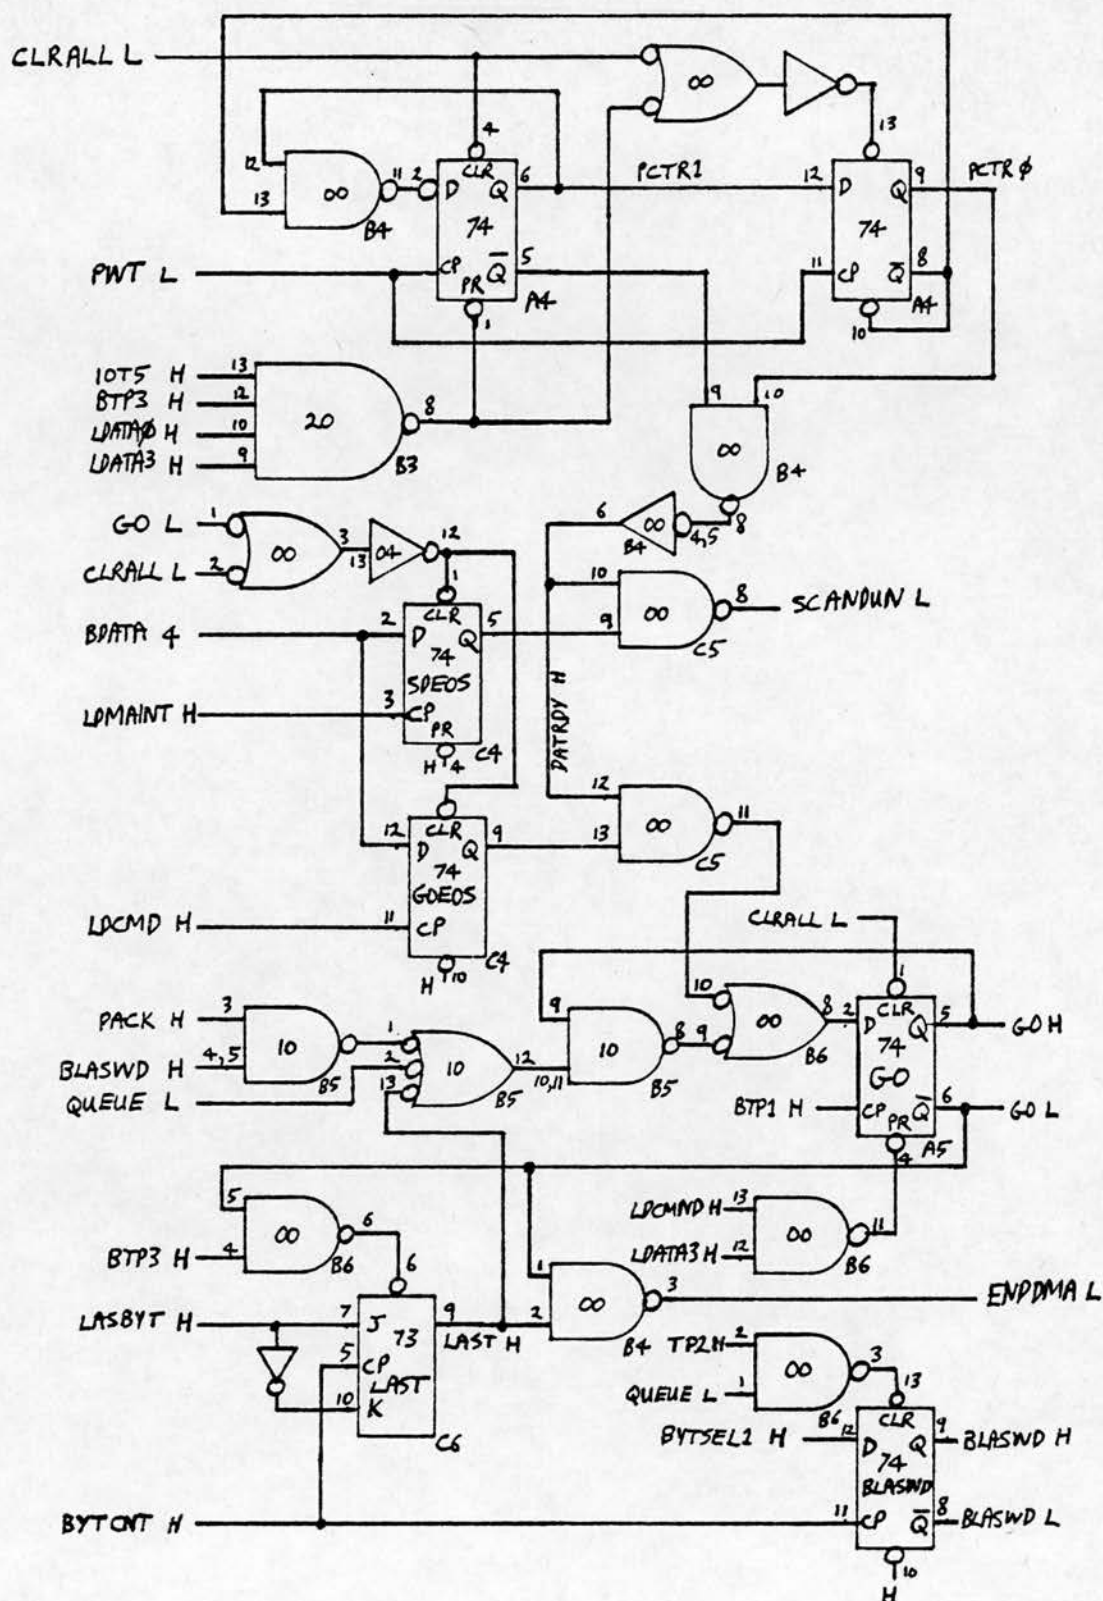 CLRALL L
∞
13
4
12
13
∞
11
2
B4
CLR
D Q
74
CP Q
PR
6
5
1
A4
PCTR1
12
11
D Q
74
CP Q
9
8
10
A4
PCTRφ
PWT L
IOT5 H 13
BTP3 H 12
LDATAφ H 10
LDATA3 H 9
20
8
B3
9
10
∞
B4
8
GO L 1
CLRALL L 2
∞
3
13
04
12
1
6
∞
B4
4,5
BDATA 4
2
CLR
D Q
74
SDEOS
CP
PR
5
LDMAINT H
3
H 4
C4
10
9
∞
8
C5
SCANDUN L
DATRDY H
12
CLR
D Q
74
GOEOS
CP
9
LDCMD H
11
H 10
C4
12
13
∞
11
C5
CLRALL L
1
PACK H 3
BLASWD H 4,5
QUEUE L
10
B5
1
2
13
10
12
B5
9
10,11
10
8
B5
10
9
∞
8
B6
2
CLR
D Q
74
GO
CP PR Q
5
6
4
A5
GO H
GO L
BTP1 H
5
BTP3 H 4
∞
6
B6
6
LDCMND H 13
LDATA3 H 12
∞
11
B6
LASBYT H
7
5
10
J
73
CP
LAST
K
9
LAST H
C6
1
2
∞
3
B4
ENDDMA L
TP2H 2
QUEUE L 1
∞
3
B6
13
BYTSEL1 H
12
CLR
D Q
74
BLASWD
CP Q
9
8
BLASWD H
BLASWD L
BYTCNT H
11
10
H